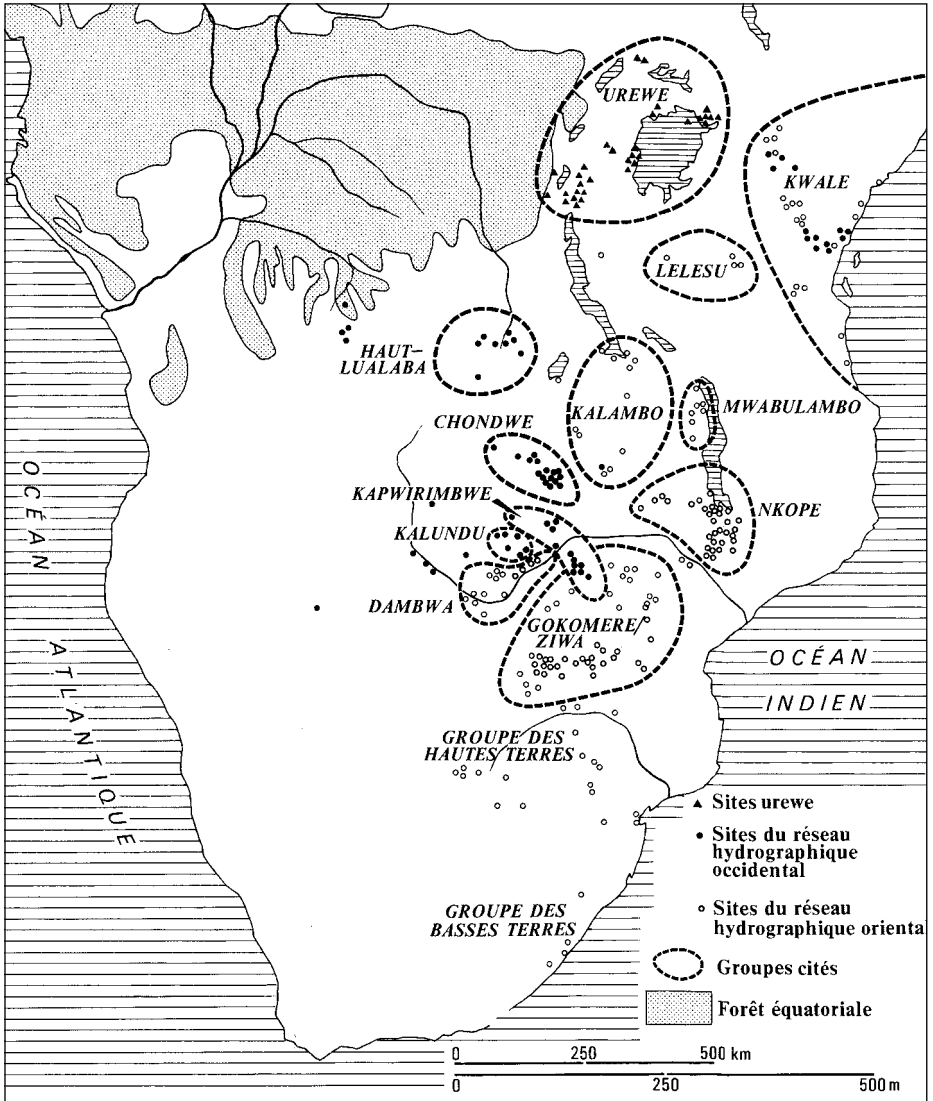 UREWE
KWALE
LELESU
HAUT–
LUALABA
KALAMBO
MWABULAMBO
CHONDWE
KAPWIRIMBWE
NKOPE
KALUNDU
DAMBWA
GOKOMERE/
ZIWA
OCÉAN
ATLANTIQUE
OCÉAN
INDIEN
GROUPE DES
HAUTES TERRES
GROUPE DES
BASSES TERRES
Sites urewe
Sites du réseau
hydrographique
occidental
Sites du réseau
hydrographique orienta
Groupes cités
Forêt équatoriale
0 250 500 km
0 250 500 m